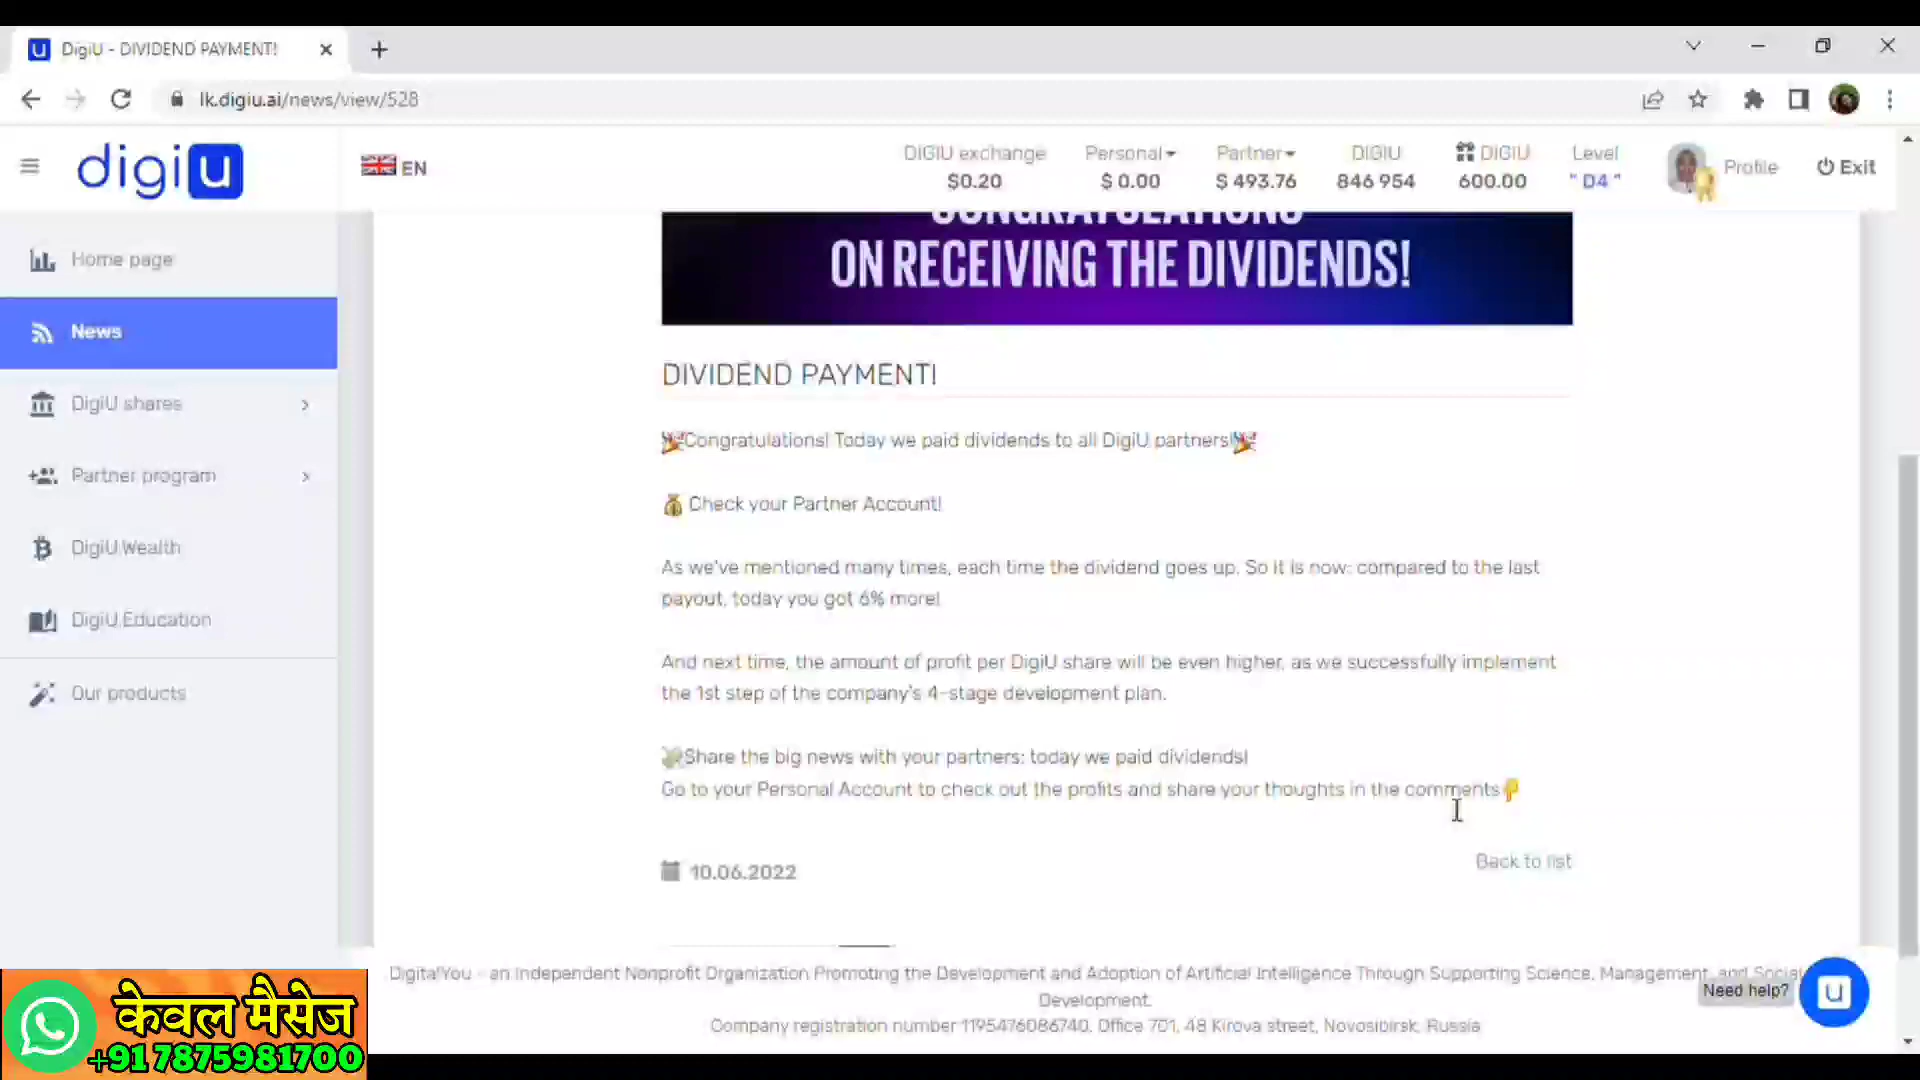 DigiU - DIVIDEND PAYMENT!
lk.digiu.ai/news/view/528
digiu
EN
DIGIU exchange
$0.20
Personal
$ 0.00
Partner
$ 493.76
DIGIU
846 954
DIGIU
600.00
Level
" D4 "
Profile
Exit
Home page
News
DigiU shares
Partner program
DigiU.Wealth
DigiU.Education
Our products
CONGRATULATIONS
ON RECEIVING THE DIVIDENDS!
DIVIDEND PAYMENT!
🎉Congratulations! Today we paid dividends to all DigiU partners!🎉
💰 Check your Partner Account!
As we've mentioned many times, each time the dividend goes up. So it is now: compared to the last
payout, today you got 6% more!
And next time, the amount of profit per DigiU share will be even higher, as we successfully implement
the 1st step of the company's 4-stage development plan.
💸Share the big news with your partners: today we paid dividends!
Go to your Personal Account to check out the profits and share your thoughts in the comments👇
10.06.2022
Back to list
DigitalYou - an Independent Nonprofit Organization Promoting the Development and Adoption of Artificial Intelligence Through Supporting Science, Management, and Social
Development.
Company registration number 1195476086740. Office 701, 48 Kirova street, Novosibirsk, Russia
Need help?
केवल मैसेज
+91 7875981700